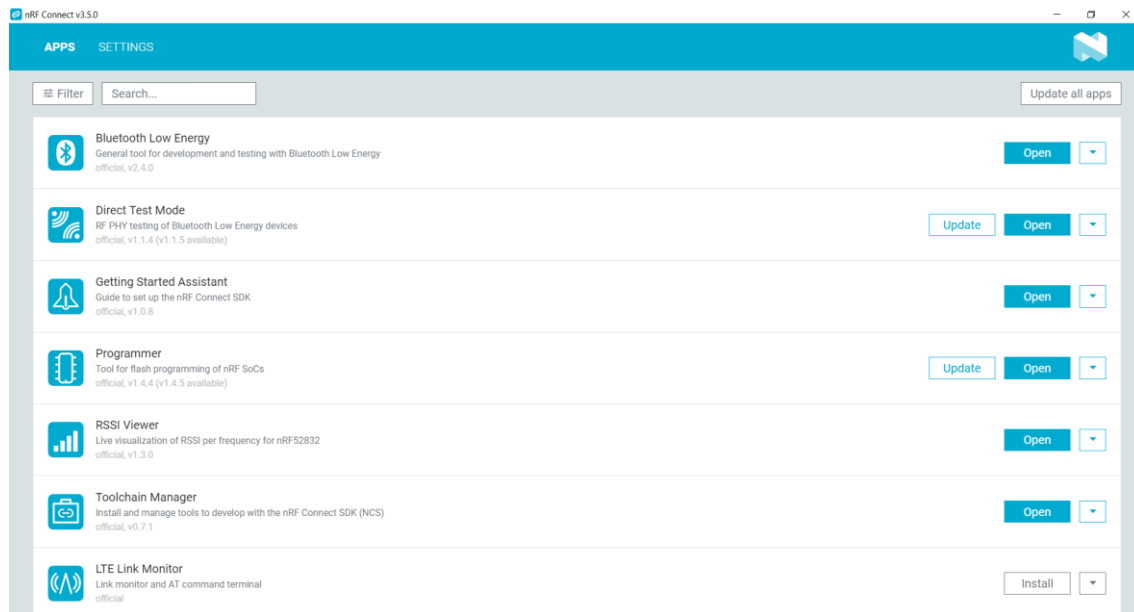 nRF Connect v3.5.0
APPS SETTINGS
Filter Search... Update all apps
Bluetooth Low Energy
General tool for development and testing with Bluetooth Low Energy
official, v2.4.0
Open
Direct Test Mode
RF PHY testing of Bluetooth Low Energy devices
official, v1.1.4 (v1.1.5 available)
Update Open
Getting Started Assistant
Guide to set up the nRF Connect SDK
official, v1.0.8
Open
Programmer
Tool for flash programming of nRF SoCs
official, v1.4.4 (v1.4.5 available)
Update Open
RSSI Viewer
Live visualization of RSSI per frequency for nRF52832
official, v1.3.0
Open
Toolchain Manager
Install and manage tools to develop with the nRF Connect SDK (NCS)
official, v0.7.1
Open
LTE Link Monitor
Link monitor and AT command terminal
official
Install